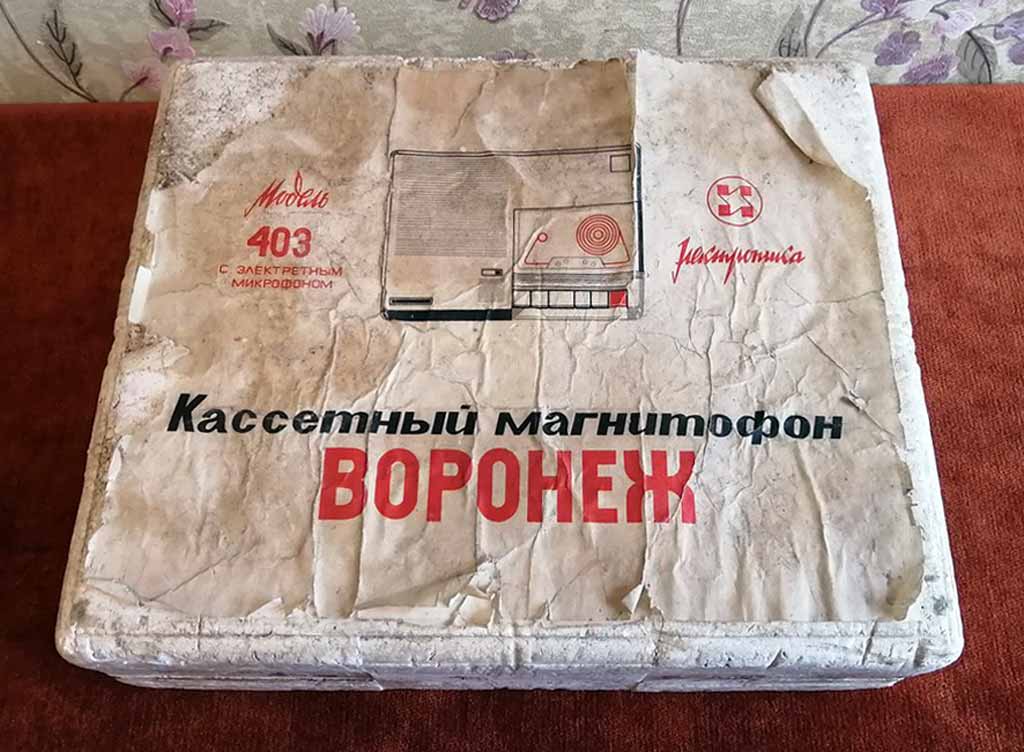 Модель
403
С ЭЛЕКТРЕТНЫМ
МИКРОФОНОМ
Электроника
Кассетный магнитофон
ВОРОНЕЖ